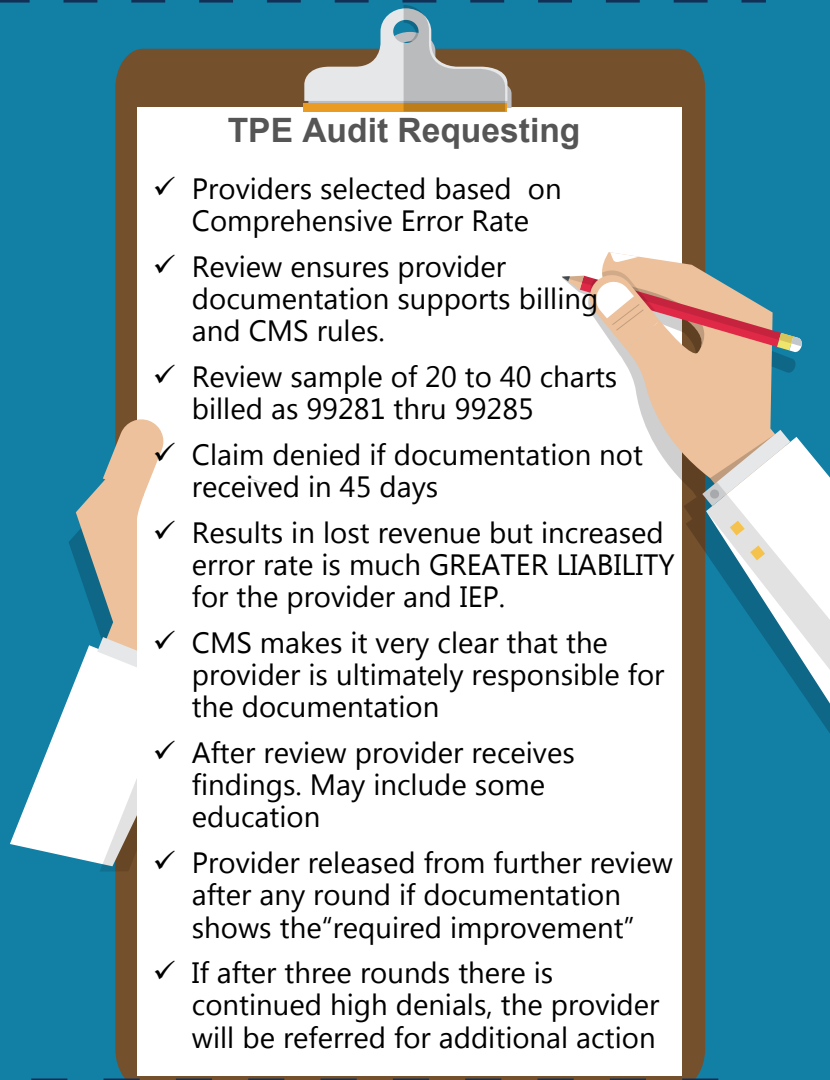 TPE Audit Requesting
✓ Providers selected based on
Comprehensive Error Rate
✓ Review ensures provider
documentation supports billing
and CMS rules.
✓ Review sample of 20 to 40 charts
billed as 99281 thru 99285
✓ Claim denied if documentation not
received in 45 days
✓ Results in lost revenue but increased
error rate is much GREATER LIABILITY
for the provider and IEP.
✓ CMS makes it very clear that the
provider is ultimately responsible for
the documentation
✓ After review provider receives
findings. May include some
education
✓ Provider released from further review
after any round if documentation
shows the“required improvement”
✓ If after three rounds there is
continued high denials, the provider
will be referred for additional action